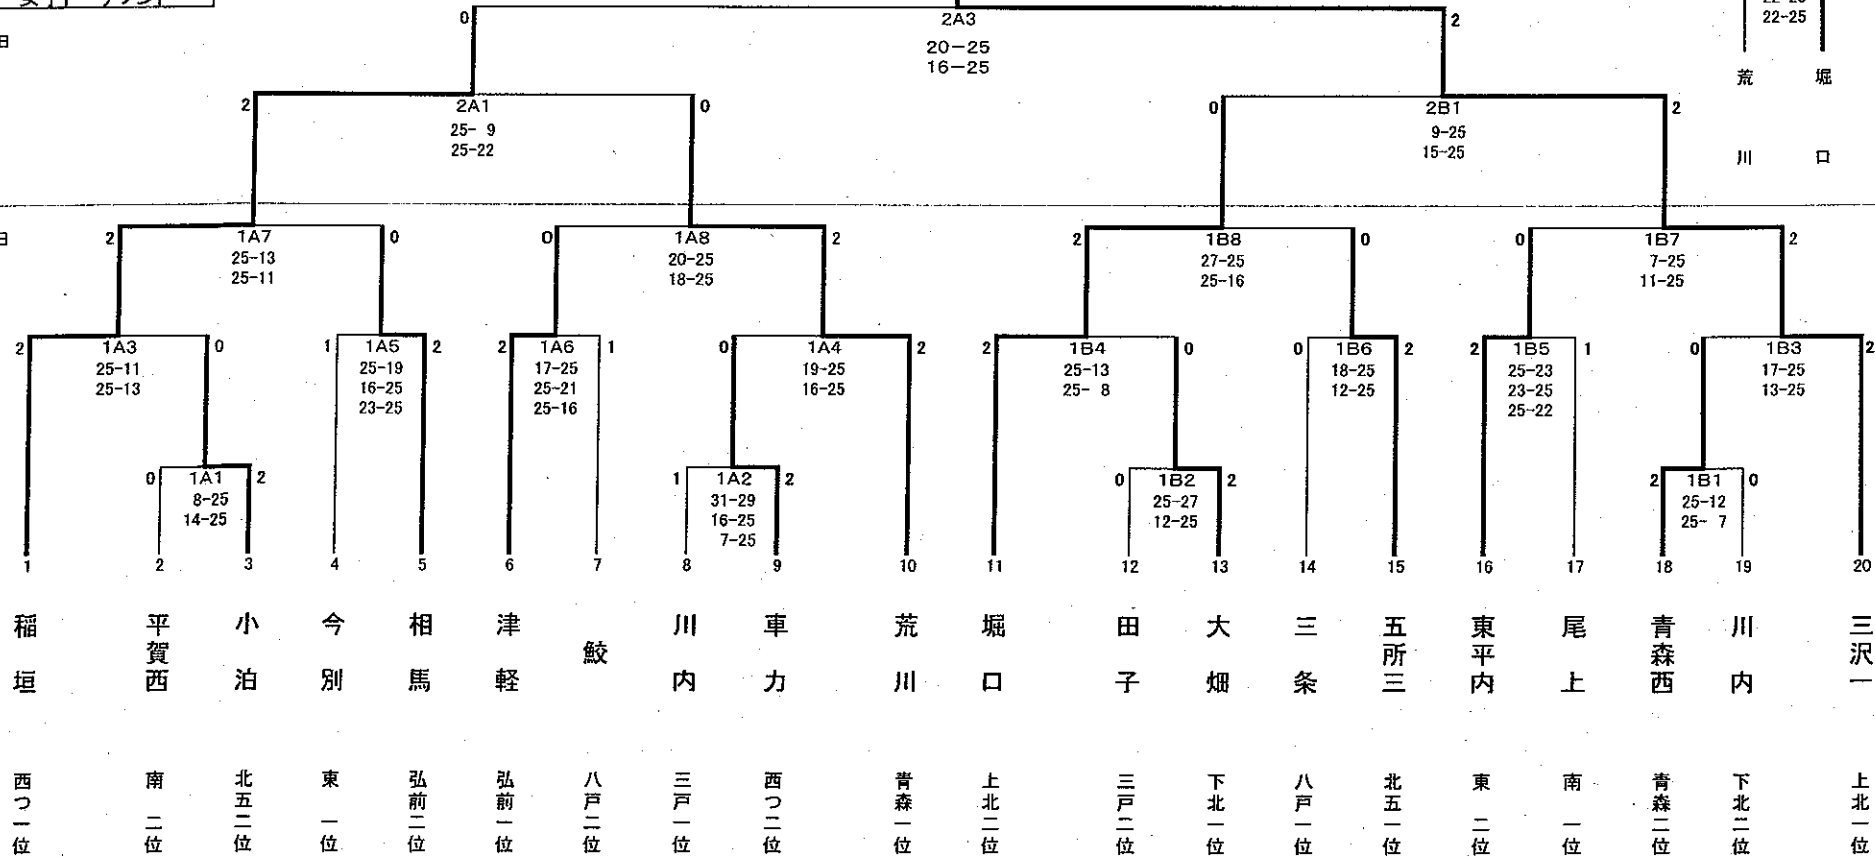 0 2A3 2
20-25
16-25
22-25
荒川
堀口
日
2 2A1 0
25- 9
25-22
0 2B1 2
9-25
15-25
日
2 1A7 0
25-13
25-11
0 1A8 2
20-25
18-25
2 1B8 0
27-25
25-16
0 1B7 2
7-25
11-25
2 1A3 0
25-11
25-13
1 1A5 2
25-19
16-25
23-25
2 1A6 1
17-25
25-21
25-16
0 1A4 2
19-25
16-25
2 1B4 0
25-13
25- 8
0 1B6 2
18-25
12-25
2 1B5 1
25-23
23-25
25-22
0 1B3 2
17-25
13-25
0 1A1 2
8-25
14-25
1 1A2 2
31-29
16-25
7-25
0 1B2 2
25-27
12-25
2 1B1 0
25-12
25- 7
1 2 3 4 5 6 7 8 9 10 11 12 13 14 15 16 17 18 19 20
稲垣
平賀西
小泊
今別
相馬
津軽
鮫
川内
車力
荒川
堀口
田子
大畑
三条
五所三
東平内
尾上
青森西
川内
三沢一
西つ一位
南二位
北五二位
東一位
弘前二位
弘前一位
八戸二位
三戸一位
西つ二位
青森一位
上北二位
三戸二位
下北一位
八戸一位
北五一位
東二位
南一位
青森二位
下北二位
上北一位